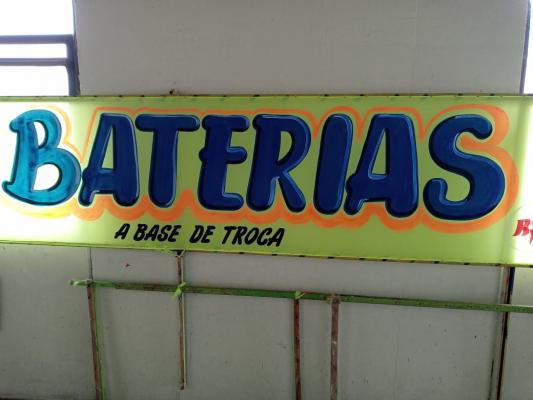 BATERIAS
A BASE DE TROCA